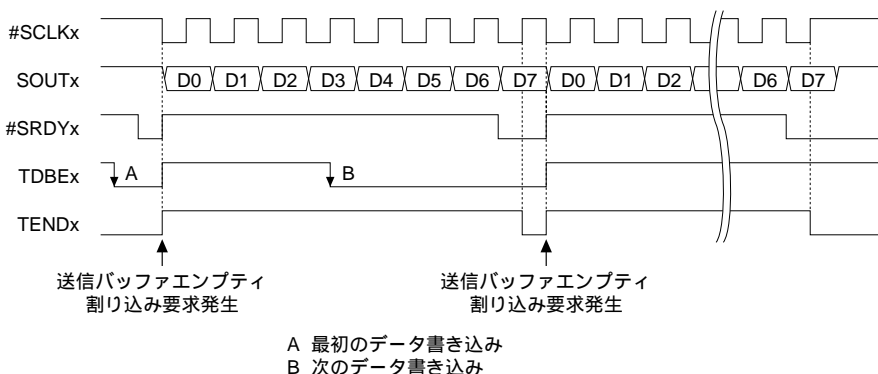 #SCLKx
SOUTx D0 D1 D2 D3 D4 D5 D6 D7 D0 D1 D2 D6 D7
#SRDYx
TDBEx A B
TENDx
送信バッファエンプティ 送信バッファエンプティ
割り込み要求発生 割り込み要求発生
A 最初のデータ書き込み
B 次のデータ書き込み